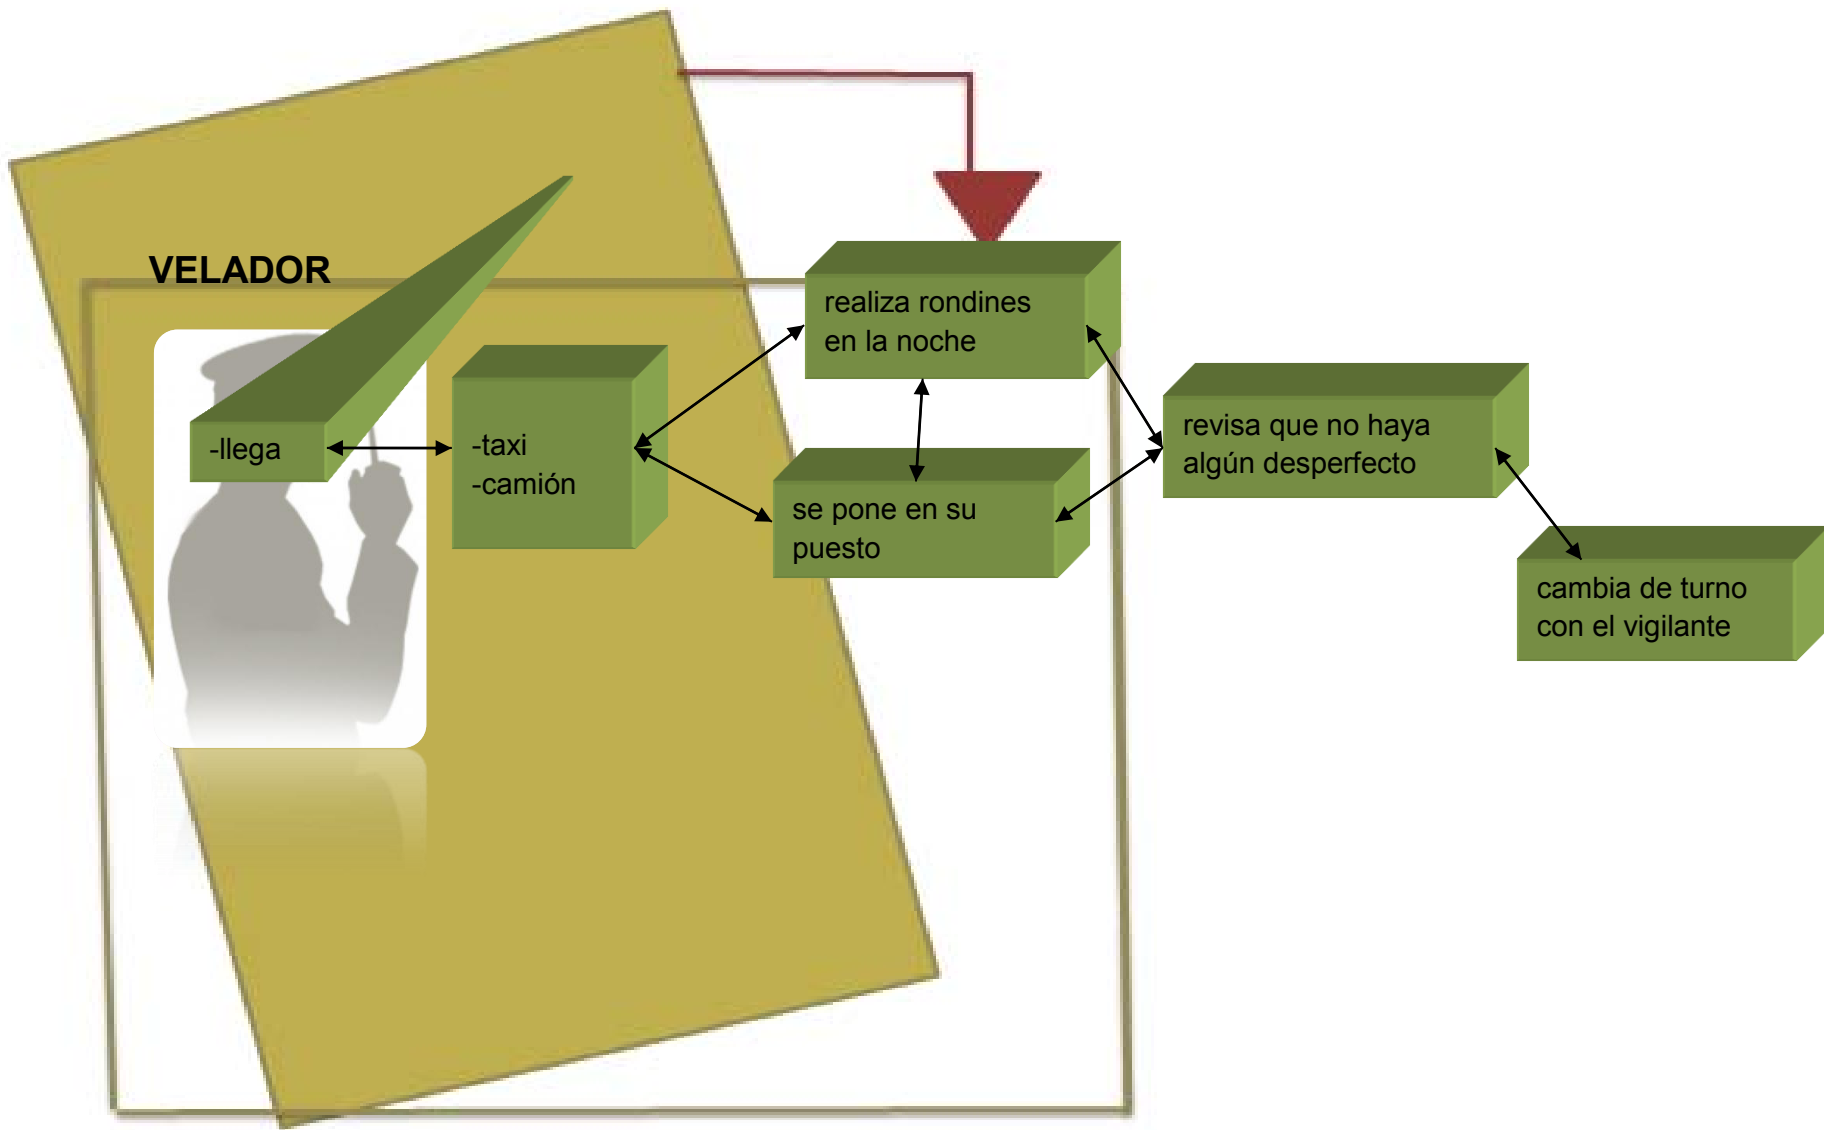 VELADOR
-llega
-taxi
-camión
realiza rondines
en la noche
se pone en su
puesto
revisa que no haya
algún desperfecto
cambia de turno
con el vigilante